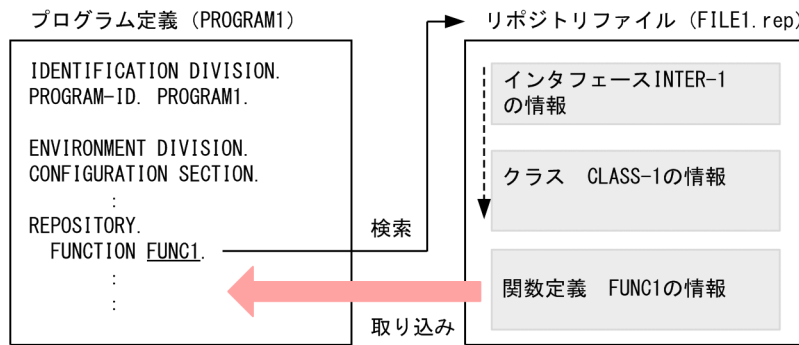 プログラム定義（PROGRAM1）
IDENTIFICATION DIVISION.
PROGRAM-ID. PROGRAM1.
ENVIRONMENT DIVISION.
CONFIGURATION SECTION.
:
REPOSITORY.
FUNCTION FUNC1.
:
:
検索
取り込み
リポジトリファイル（FILE1.rep）
インタフェースINTER-1
の情報
クラス　CLASS-1の情報
関数定義　FUNC1の情報